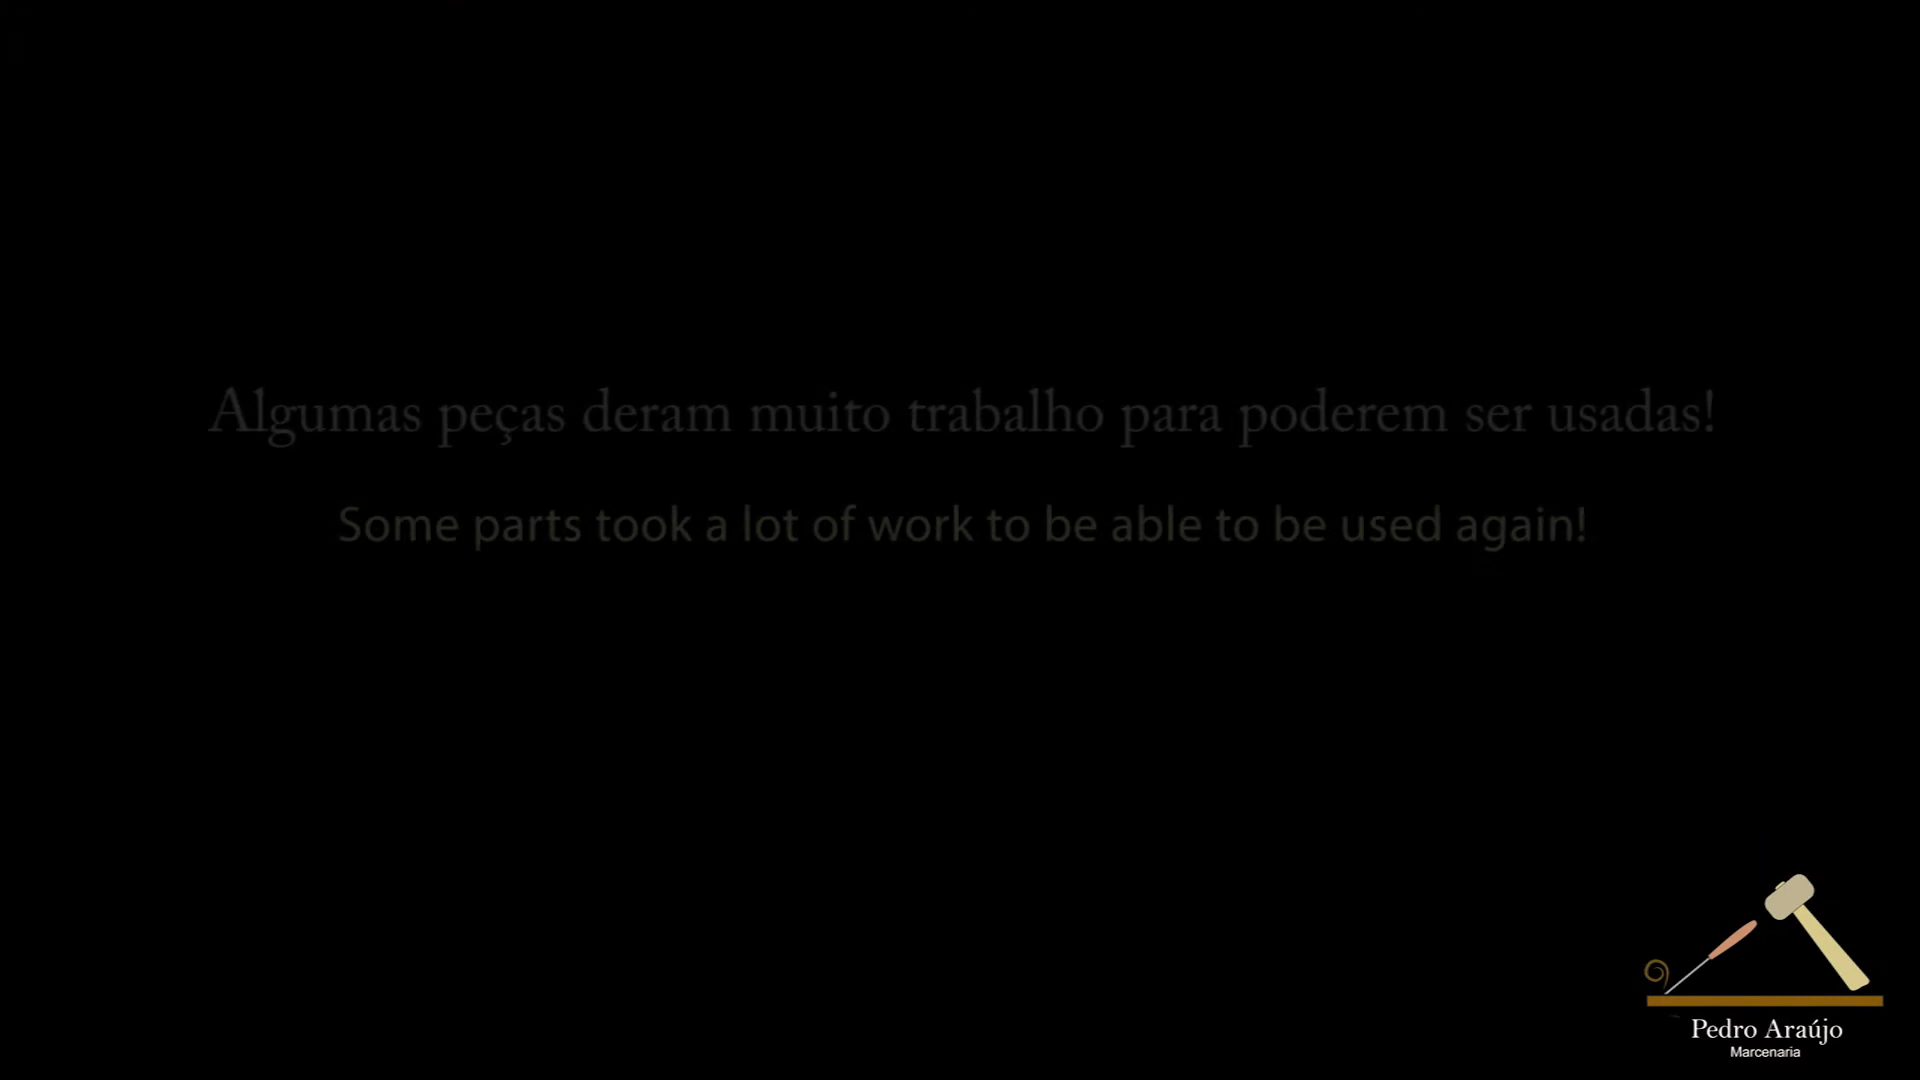 Algumas peças deram muito trabalho para poderem ser usadas!
Some parts took a lot of work to be able to be used again!
Pedro Araújo
Marcenaria